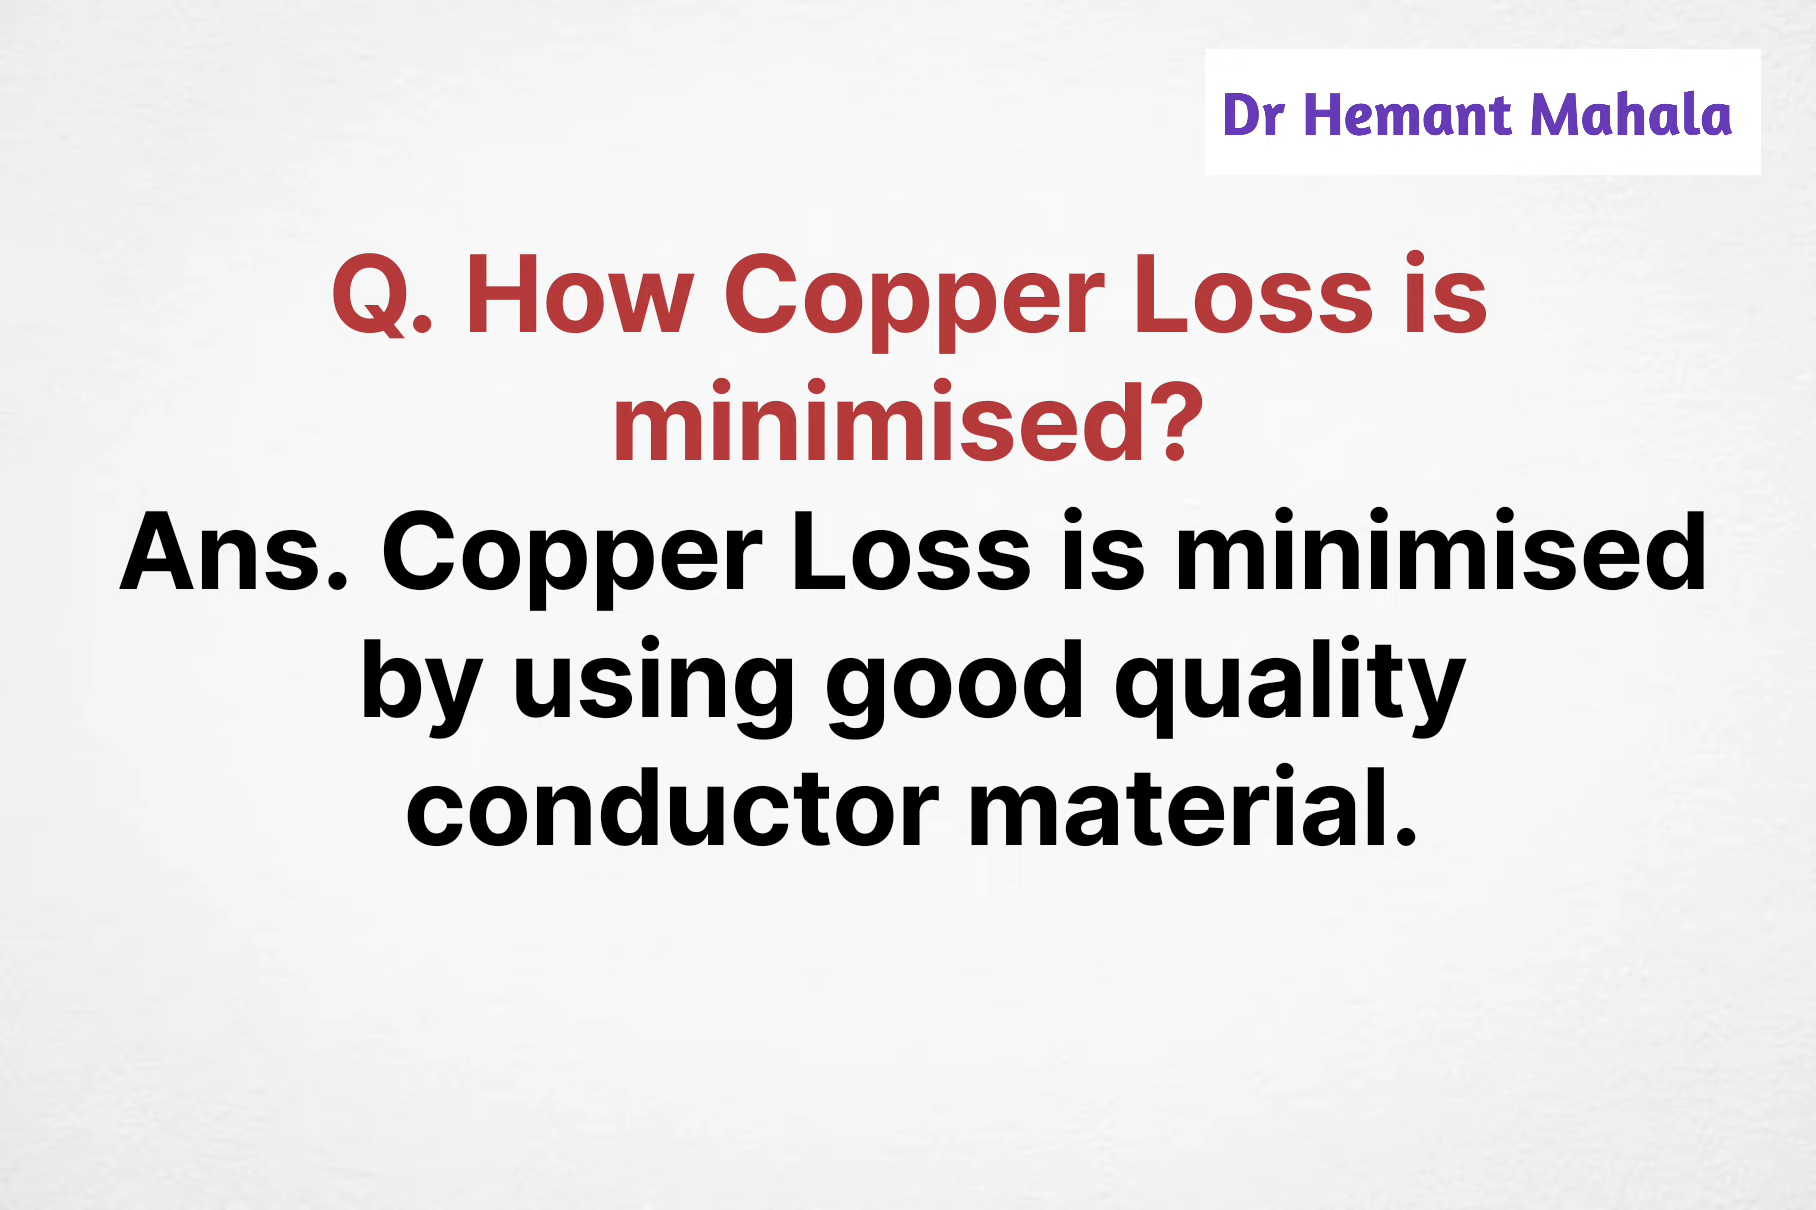 Dr Hemant Mahala
Q. How Copper Loss is
minimised?
Ans. Copper Loss is minimised
by using good quality
conductor material.